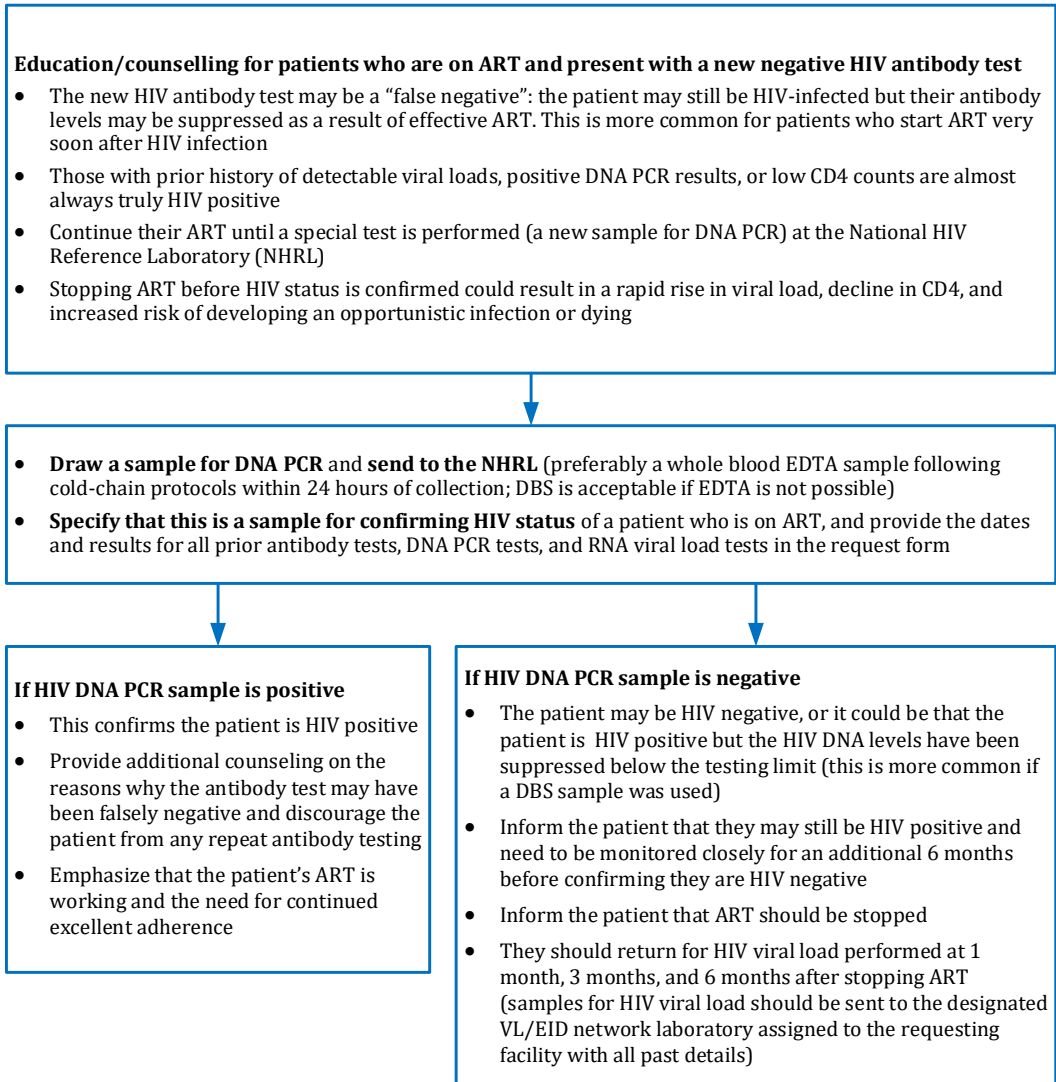 Education/counselling for patients who are on ART and present with a new negative HIV antibody test
• The new HIV antibody test may be a “false negative”: the patient may still be HIV-infected but their antibody
levels may be suppressed as a result of effective ART. This is more common for patients who start ART very
soon after HIV infection
• Those with prior history of detectable viral loads, positive DNA PCR results, or low CD4 counts are almost
always truly HIV positive
• Continue their ART until a special test is performed (a new sample for DNA PCR) at the National HIV
Reference Laboratory (NHRL)
• Stopping ART before HIV status is confirmed could result in a rapid rise in viral load, decline in CD4, and
increased risk of developing an opportunistic infection or dying
• Draw a sample for DNA PCR and send to the NHRL (preferably a whole blood EDTA sample following
cold-chain protocols within 24 hours of collection; DBS is acceptable if EDTA is not possible)
• Specify that this is a sample for confirming HIV status of a patient who is on ART, and provide the dates
and results for all prior antibody tests, DNA PCR tests, and RNA viral load tests in the request form
If HIV DNA PCR sample is positive
• This confirms the patient is HIV positive
• Provide additional counseling on the
reasons why the antibody test may have
been falsely negative and discourage the
patient from any repeat antibody testing
• Emphasize that the patient’s ART is
working and the need for continued
excellent adherence
If HIV DNA PCR sample is negative
• The patient may be HIV negative, or it could be that the
patient is HIV positive but the HIV DNA levels have been
suppressed below the testing limit (this is more common if
a DBS sample was used)
• Inform the patient that they may still be HIV positive and
need to be monitored closely for an additional 6 months
before confirming they are HIV negative
• Inform the patient that ART should be stopped
• They should return for HIV viral load performed at 1
month, 3 months, and 6 months after stopping ART
(samples for HIV viral load should be sent to the designated
VL/EID network laboratory assigned to the requesting
facility with all past details)